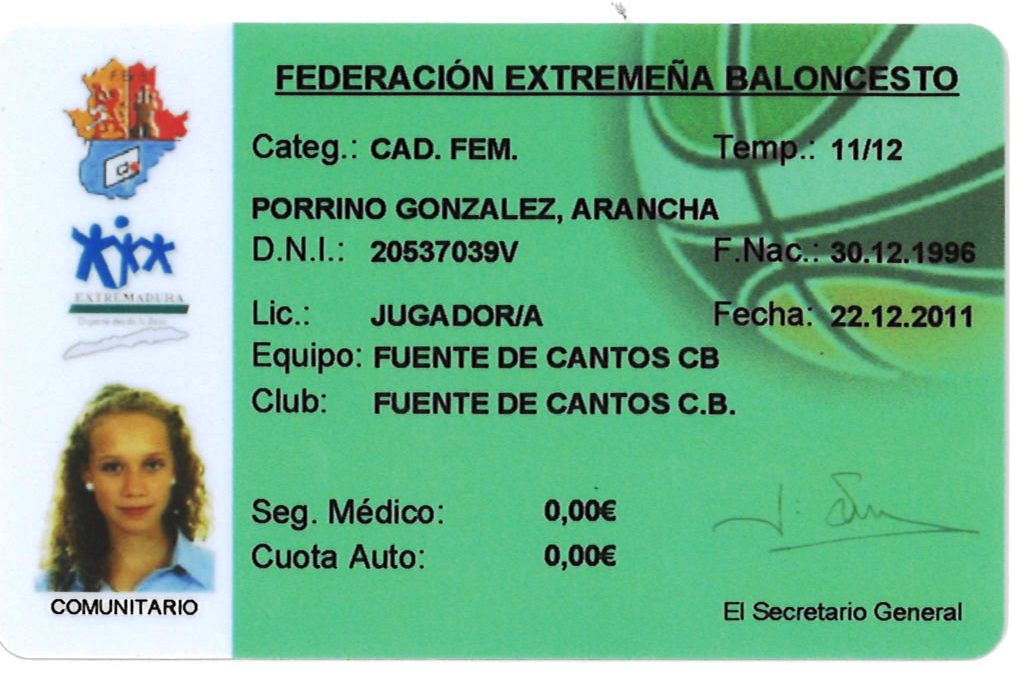 FEDERACIÓN EXTREMEÑA BALONCESTO
Categ.: CAD. FEM. Temp.: 11/12
PORRINO GONZALEZ, ARANCHA
D.N.I.: 20537039V F.Nac.: 30.12.1996
Lic.: JUGADOR/A Fecha: 22.12.2011
Equipo: FUENTE DE CANTOS CB
Club: FUENTE DE CANTOS C.B.
Seg. Médico: 0,00€
Cuota Auto: 0,00€
El Secretario General
EXTREMADURA
COMUNITARIO